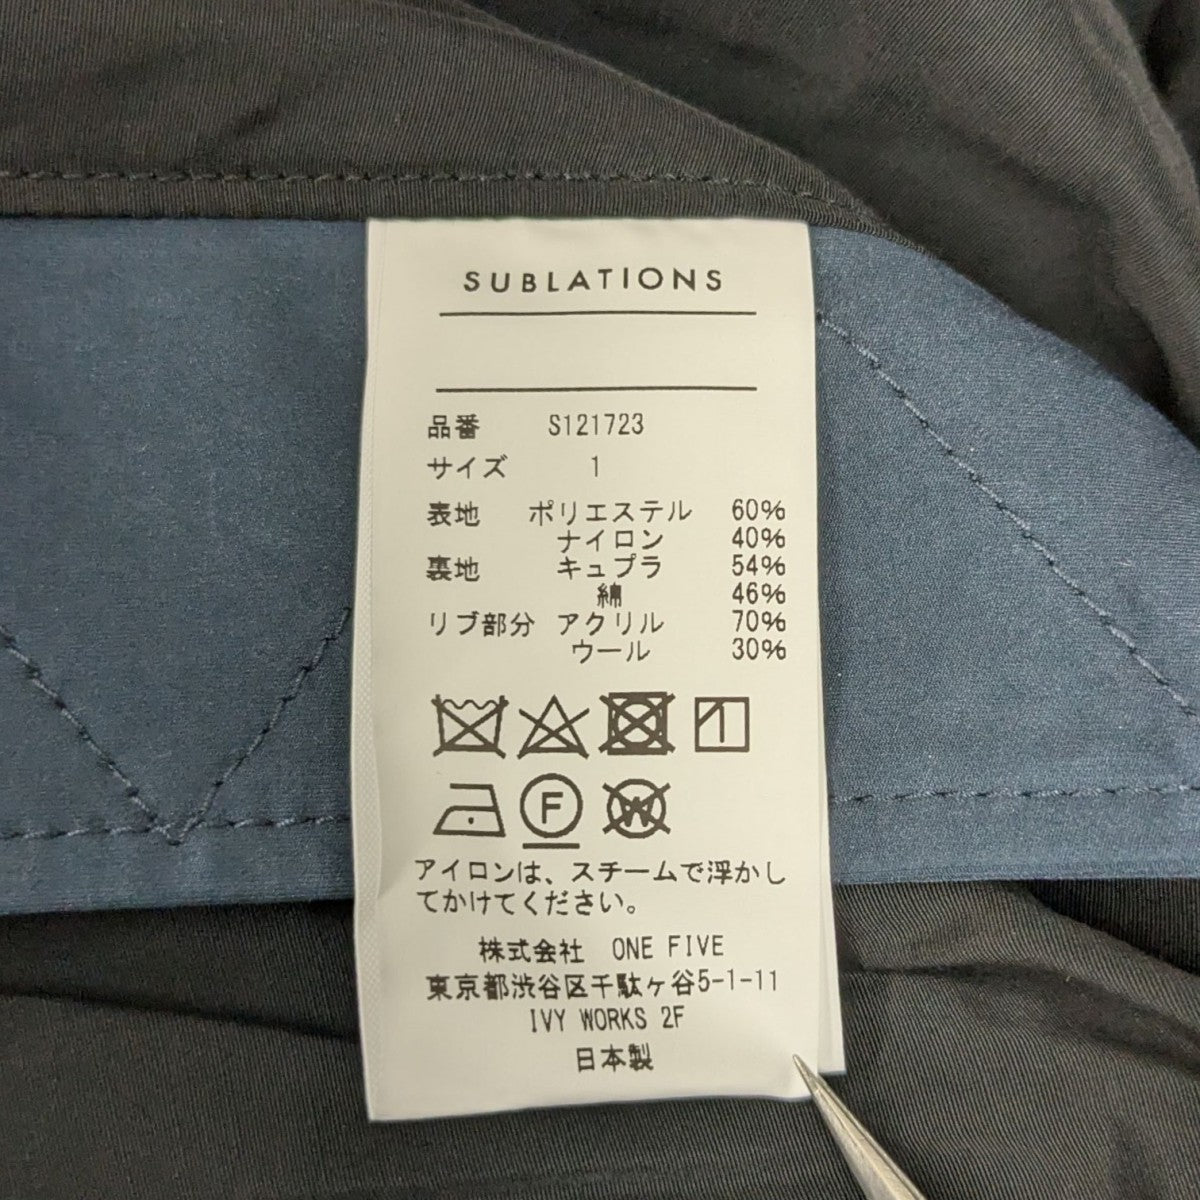 SUBLATIONS
品番 S121723
サイズ 1
表地 ポリエステル 60%
ナイロン 40%
裏地 キュプラ 54%
綿 46%
リブ部分 アクリル 70%
ウール 30%
1
F
W
アイロンは、スチームで浮かし
てかけてください。
株式会社 ONE FIVE
東京都渋谷区千駄ヶ谷5-1-11
IVY WORKS 2F
日本製